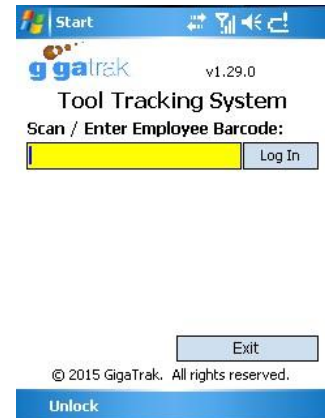 Start
gigatrak
v1.29.0
Tool Tracking System
Scan / Enter Employee Barcode:
Log In
Exit
© 2015 GigaTrak. All rights reserved.
Unlock